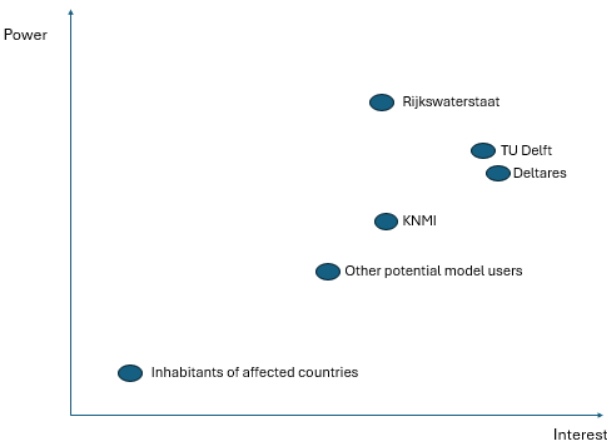 Power
Rijkswaterstaat
TU Delft
Deltares
KNMI
Other potential model users
Inhabitants of affected countries
Interest